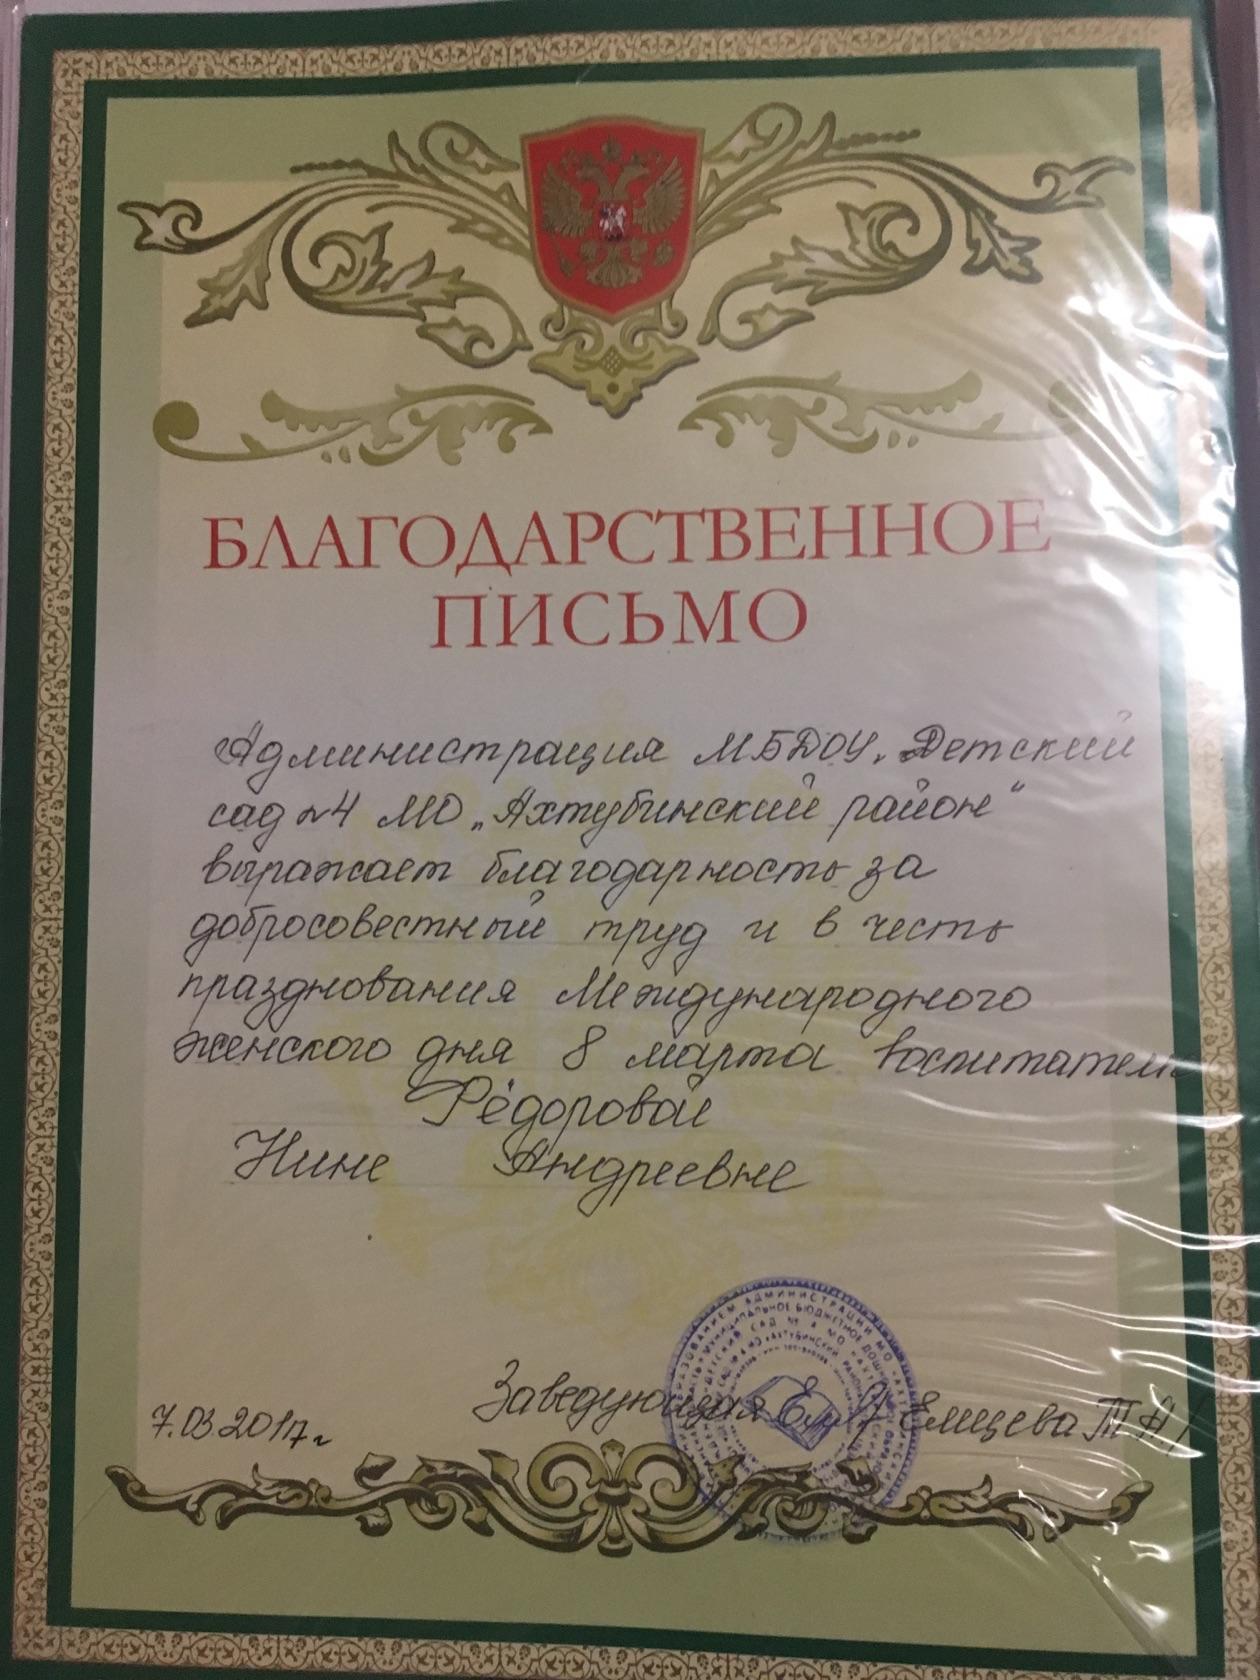 БЛАГОДАРСТВЕННОЕ
ПИСЬМО
Администрация МБДОУ „Детский
сад №4 МО „Ахтубинский район“
выражает благодарность за
добросовестный труд и в честь
празднования Международного
женского дня 8 марта воспитателю
Фёдоровой
Нине Андреевне
7.03.2017г
Заведующая Елицева Т А